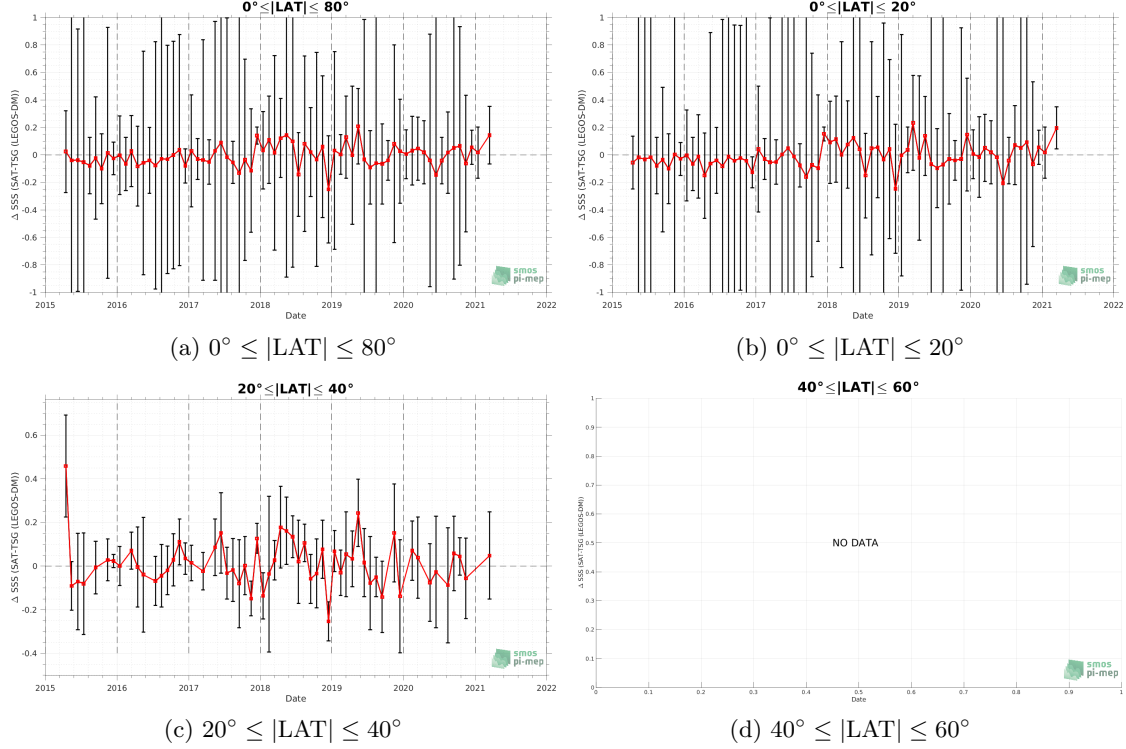 0°≤|LAT|≤ 80°
Δ SSS (SAT-TSG (LEGOS-DM))
1
0.8
0.6
0.4
0.2
0
-0.2
-0.4
-0.6
-0.8
-1
2015 2016 2017 2018 2019 2020 2021 2022
Date
smos
pi-mep
(a) 0° ≤ |LAT| ≤ 80°
0°≤|LAT|≤ 20°
Δ SSS (SAT-TSG (LEGOS-DM))
1
0.8
0.6
0.4
0.2
0
-0.2
-0.4
-0.6
-0.8
-1
2015 2016 2017 2018 2019 2020 2021 2022
Date
smos
pi-mep
(b) 0° ≤ |LAT| ≤ 20°
20°≤|LAT|≤ 40°
Δ SSS (SAT-TSG (LEGOS-DM))
0.6
0.4
0.2
0
-0.2
-0.4
2015 2016 2017 2018 2019 2020 2021 2022
Date
smos
pi-mep
(c) 20° ≤ |LAT| ≤ 40°
40°≤|LAT|≤ 60°
Δ SSS (SAT-TSG (LEGOS-DM))
1
0.9
0.8
0.7
0.6
0.5
0.4
0.3
0.2
0.1
0
NO DATA
0 0.1 0.2 0.3 0.4 0.5 0.6 0.7 0.8 0.9 1
Date
smos
pi-mep
(d) 40° ≤ |LAT| ≤ 60°